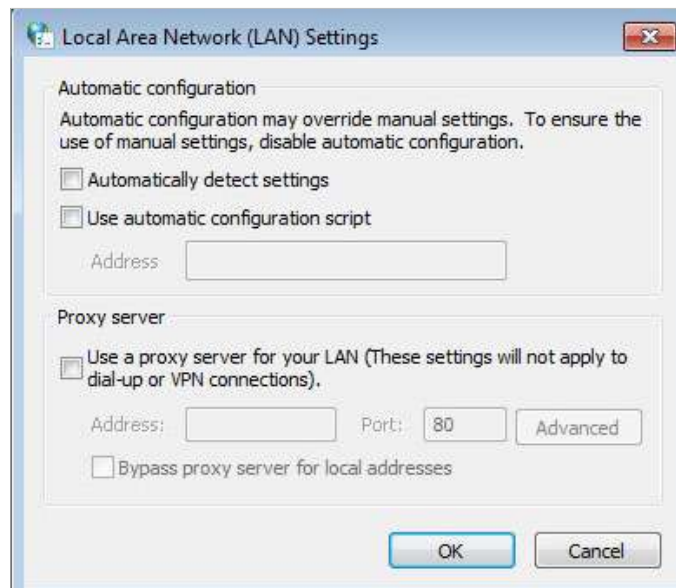 Local Area Network (LAN) Settings
Automatic configuration
Automatic configuration may override manual settings. To ensure the
use of manual settings, disable automatic configuration.
Automatically detect settings
Use automatic configuration script
Address
Proxy server
Use a proxy server for your LAN (These settings will not apply to
dial-up or VPN connections).
Address: Port: 80 Advanced
Bypass proxy server for local addresses
OK Cancel